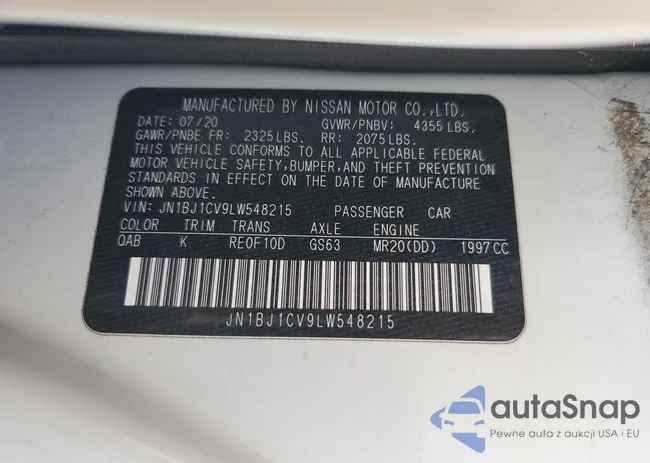 MANUFACTURED BY NISSAN MOTOR CO.,LTD.
DATE: 07/20 GVWR/PNBV: 4355 LBS.
GAWR/PNBE FR: 2325 LBS. RR: 2075 LBS.
THIS VEHICLE CONFORMS TO ALL APPLICABLE FEDERAL
MOTOR VEHICLE SAFETY, BUMPER, AND THEFT PREVENTION
STANDARDS IN EFFECT ON THE DATE OF MANUFACTURE
SHOWN ABOVE.
VIN: JN1BJ1CV9LW548215 PASSENGER CAR
COLOR TRIM TRANS AXLE ENGINE
QAB K RE0F10D GS63 MR20(DD) 1997 CC
JN1BJ1CV9LW548215
autaSnap
Pewne auta z aukcji USA i EU